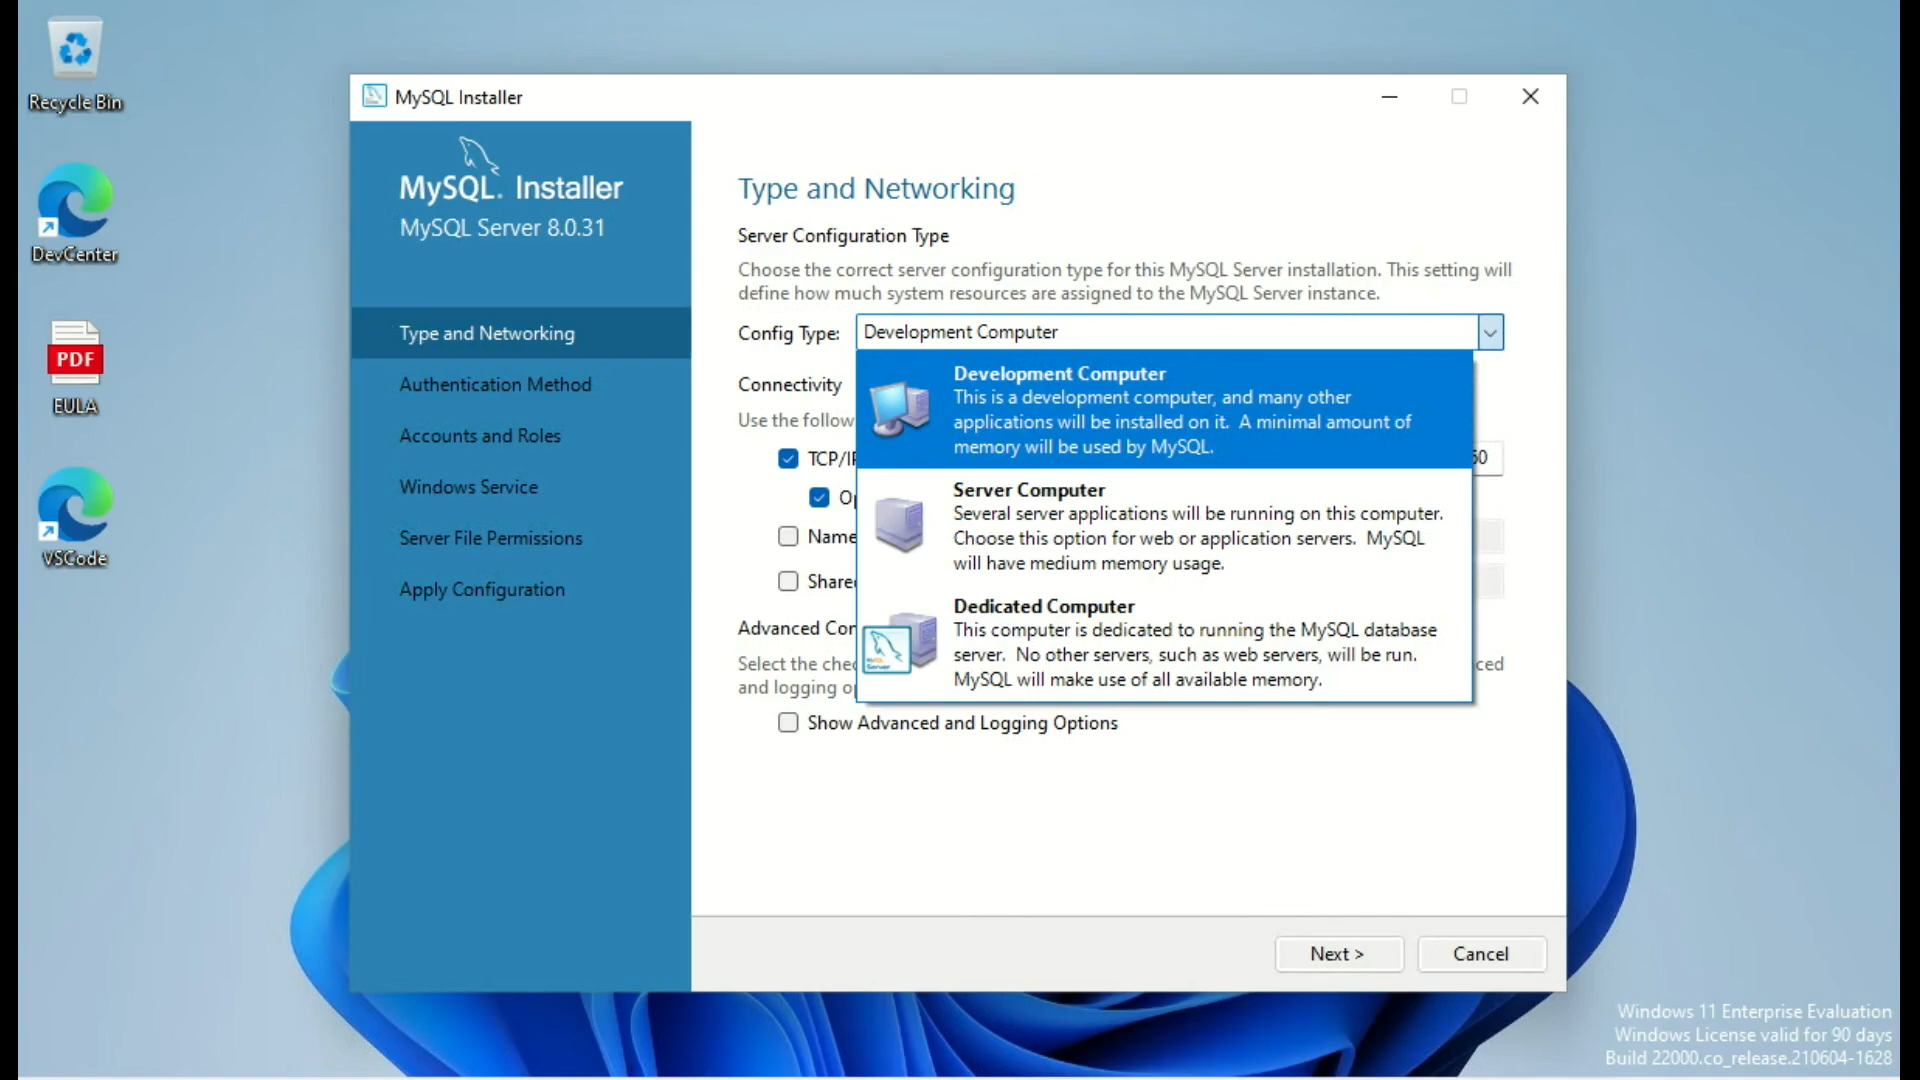 Recycle Bin
DevCenter
PDF
EULA
VSCode
MySQL Installer
MySQL. Installer
MySQL Server 8.0.31
Type and Networking
Authentication Method
Accounts and Roles
Windows Service
Server File Permissions
Apply Configuration
Type and Networking
Server Configuration Type
Choose the correct server configuration type for this MySQL Server installation. This setting will
define how much system resources are assigned to the MySQL Server instance.
Config Type: Development Computer
Development Computer
This is a development computer, and many other
applications will be installed on it.  A minimal amount of
memory will be used by MySQL.
Server Computer
Several server applications will be running on this computer.
Choose this option for web or application servers.  MySQL
will have medium memory usage.
Dedicated Computer
This computer is dedicated to running the MySQL database
server.  No other servers, such as web servers, will be run.
MySQL will make use of all available memory.
Connectivity
Use the follow
TCP/IP
Op
Name
Share
Advanced Con
Select the chec
and logging o
Show Advanced and Logging Options
Next >
Cancel
Windows 11 Enterprise Evaluation
Windows License valid for 90 days
Build 22000.co_release.210604-1628